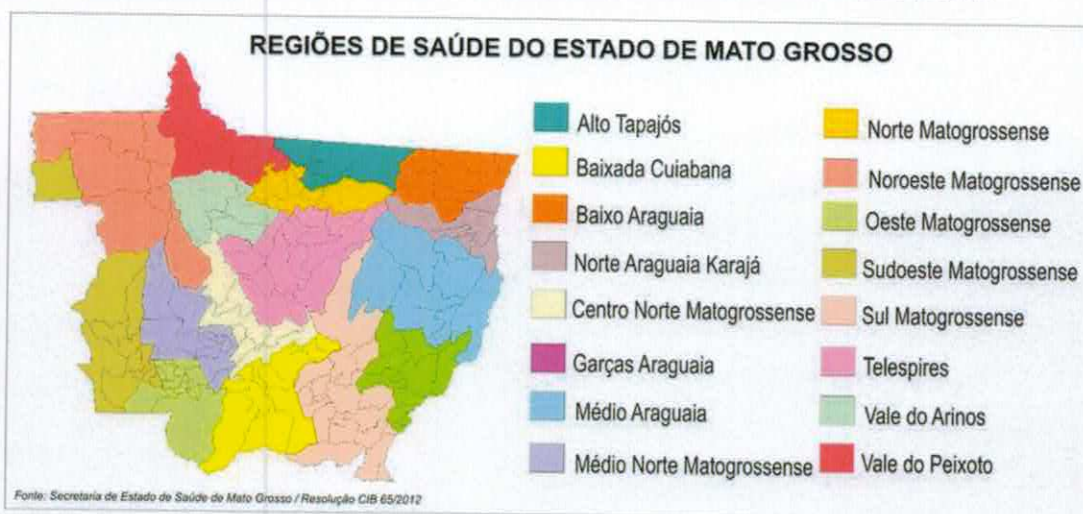 REGIÕES DE SAÚDE DO ESTADO DE MATO GROSSO
Alto Tapajós
Baixada Cuiabana
Baixo Araguaia
Norte Araguaia Karajá
Centro Norte Matogrossense
Garças Araguaia
Médio Araguaia
Médio Norte Matogrossense
Norte Matogrossense
Noroeste Matogrossense
Oeste Matogrossense
Sudoeste Matogrossense
Sul Matogrossense
Telespires
Vale do Arinos
Vale do Peixoto
Fonte: Secretaria de Estado de Saúde de Mato Grosso / Resolução CIB 65/2012